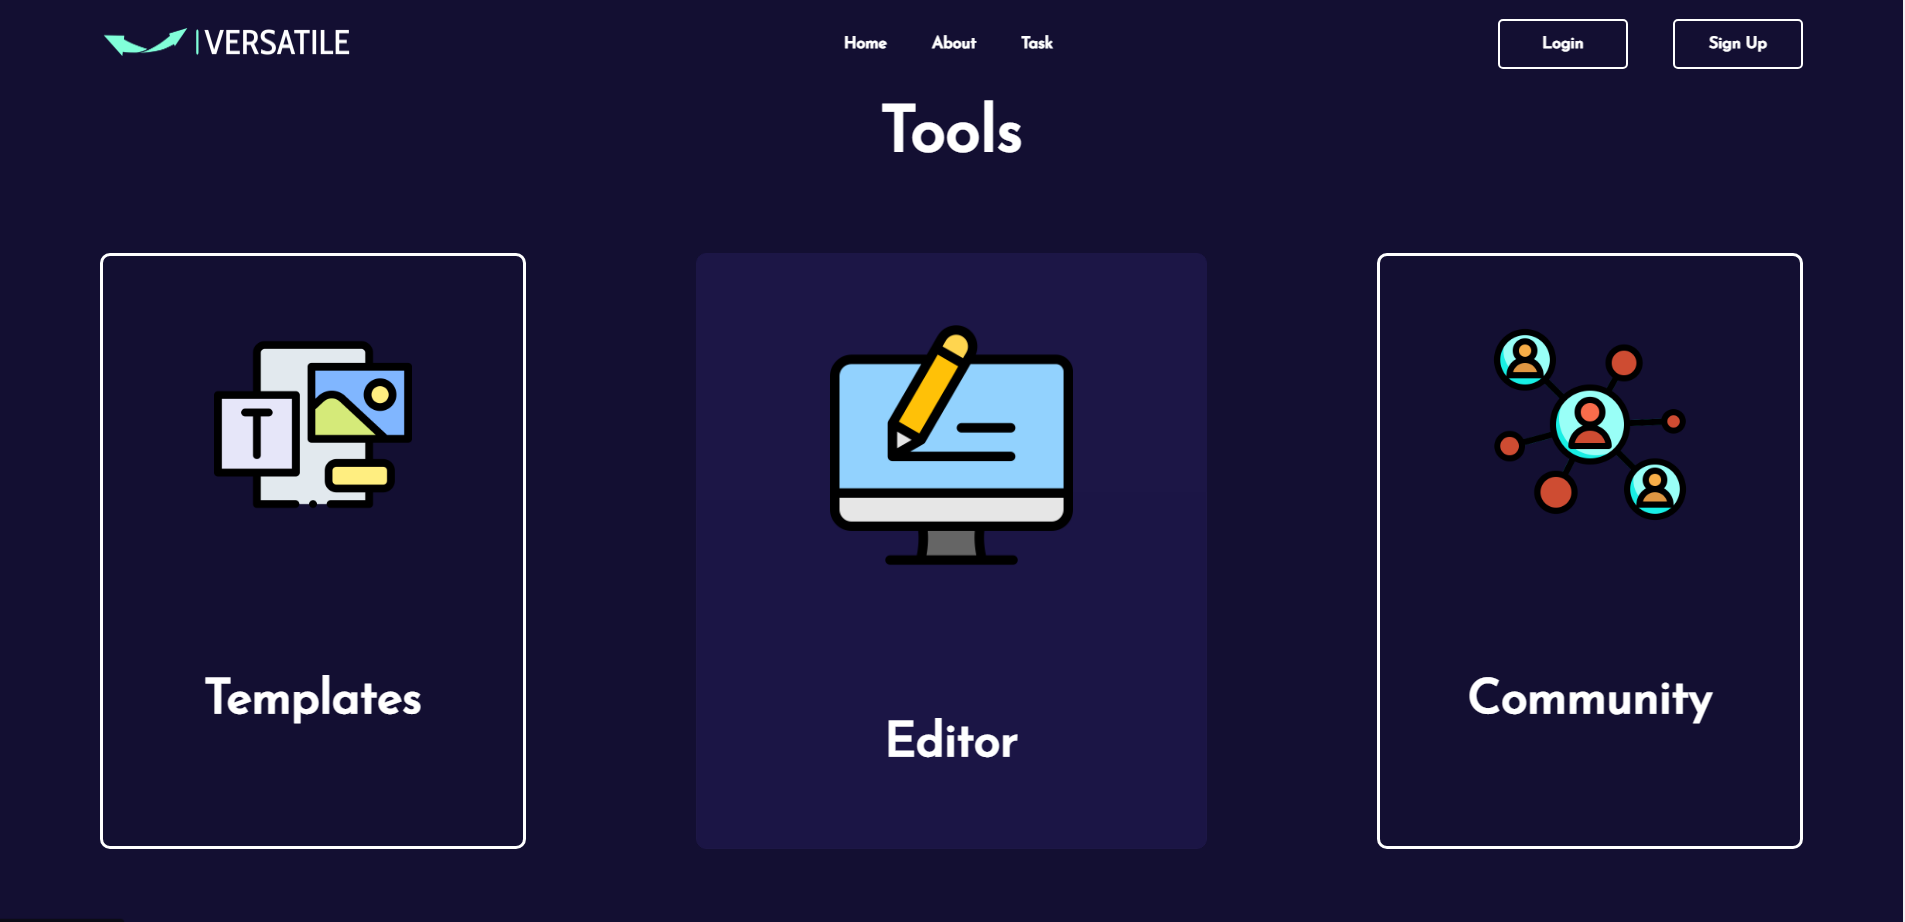 VERSATILE
Home About Task
Login
Sign Up
Tools
T
Templates
Editor
Community